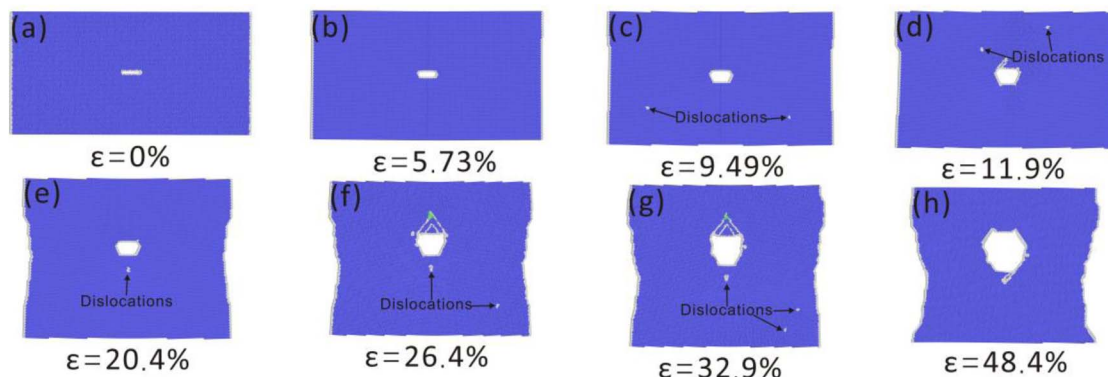 (a)
(b)
(c)
(d)
Dislocations
Dislocations
ε=0%
ε=5.73%
ε=9.49%
ε=11.9%
(e)
(f)
(g)
(h)
Dislocations
Dislocations
Dislocations
ε=20.4%
ε=26.4%
ε=32.9%
ε=48.4%